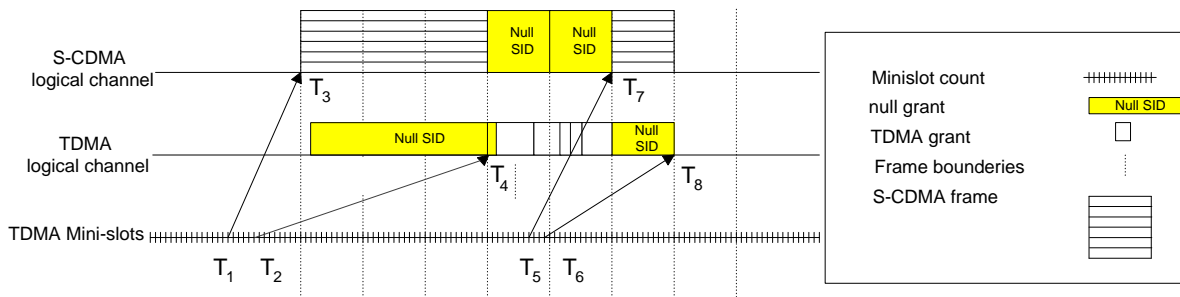 Null
SID
Null
SID
S-CDMA
logical channel
T3
T7
Null SID
Null
SID
TDMA
logical channel
T4
T8
TDMA Mini-slots
T1
T2
T5
T6
Minislot count
null grant
Null SID
TDMA grant
Frame bounderies
S-CDMA frame